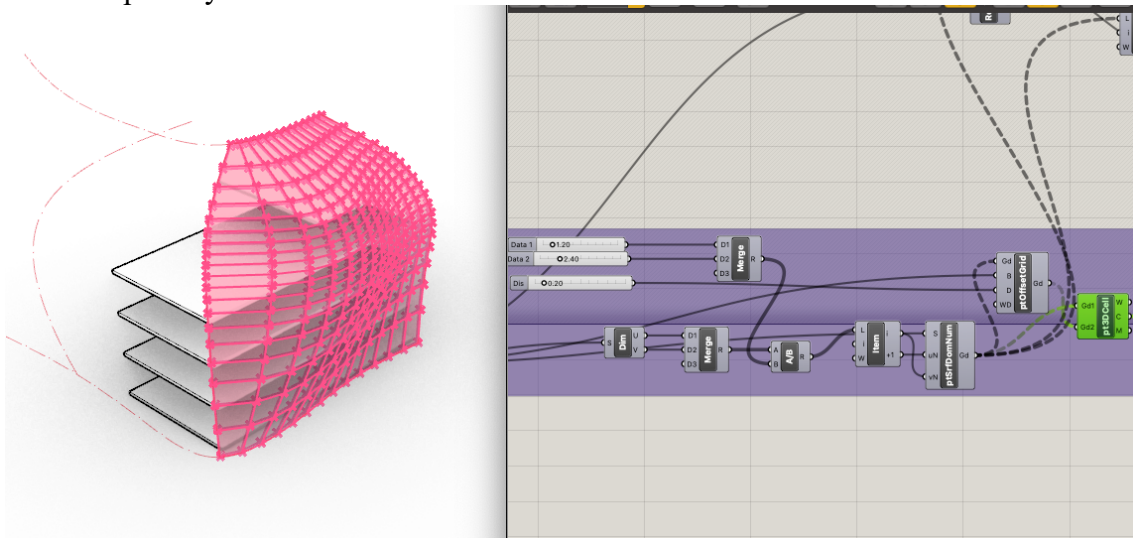 L
i
W
Data 1 1.20
Data 2 2.40
Dis 0.20
D1
D2
D3
Merge
R
S
Dim
U
V
D1
D2
D3
Merge
R
A
B
A/B
R
L
i
W
Item
i
+1
S
uN
vN
ptSrfDomNum
Gd
Gd
B
D
WD
ptOffsetGrid
Gd
Gd1
Gd2
pt3DCell
W
C
M